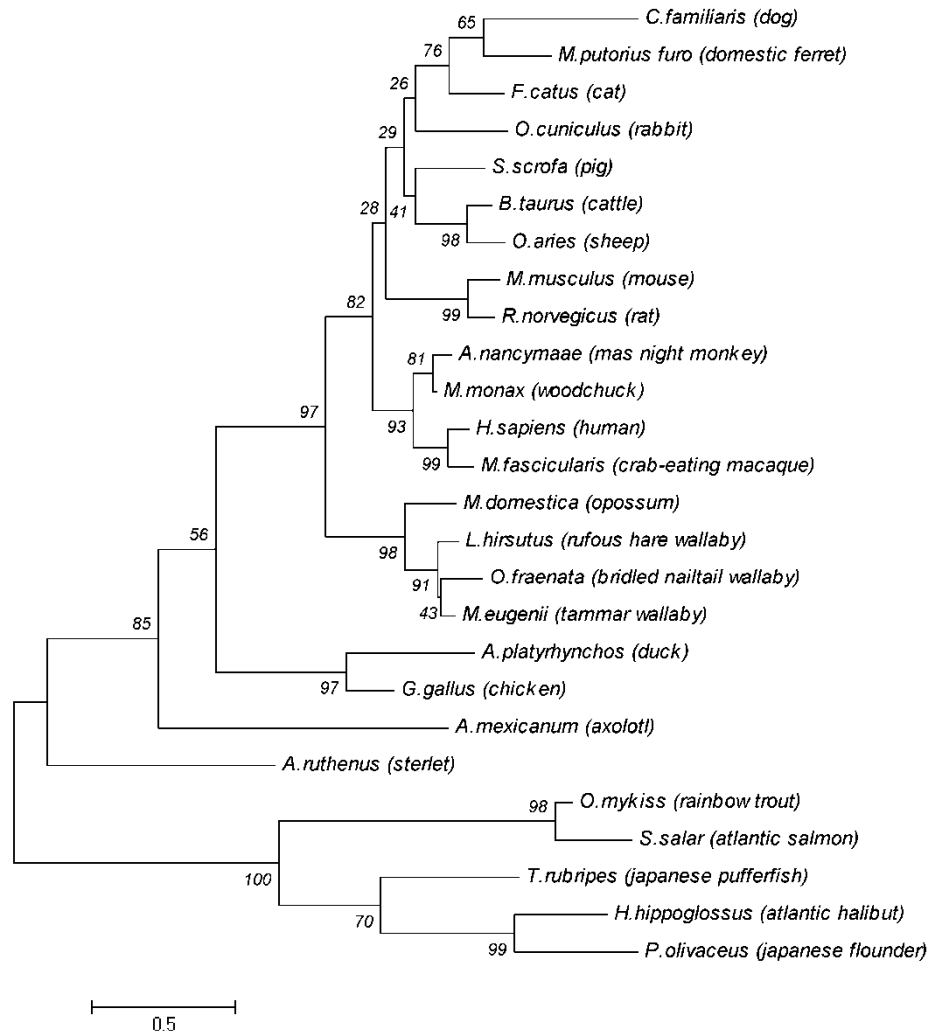 65
C.familiaris (dog)
M.putorius furo (domestic ferret)
76
F.catus (cat)
26
O.cuniculus (rabbit)
29
S.scrofa (pig)
28
41
B.taurus (cattle)
98
O.aries (sheep)
M.musculus (mouse)
99
R.norvegicus (rat)
82
A.nancymaae (mas night monkey)
81
M.monax (woodchuck)
97
93
H.sapiens (human)
99
M.fascicularis (crab-eating macaque)
M.domestica (opossum)
56
98
L.hirsutus (rufous hare wallaby)
91
O.fraenata (bridled nailtail wallaby)
43
M.eugenii (tammar wallaby)
85
A.platyrhynchos (duck)
97
G.gallus (chicken)
A.mexicanum (axolotl)
A.ruthenus (sterlet)
98
O.mykiss (rainbow trout)
S.salar (atlantic salmon)
100
T.rubripes (japanese pufferfish)
70
H.hippoglossus (atlantic halibut)
99
P.olivaceus (japanese flounder)
0.5